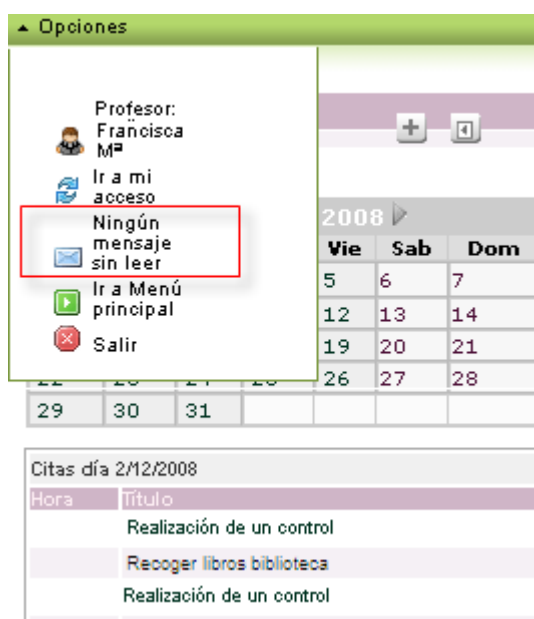 Opciones
Profesor:
Francisca
Mª
Ir a mi
acceso
Ningún
mensaje
sin leer
Ir a Menú
principal
Salir
2008
Vie Sab Dom
5 6 7
12 13 14
19 20 21
26 27 28
29 30 31
Citas día 2/12/2008
Hora Título
Realización de un control
Recoger libros biblioteca
Realización de un control